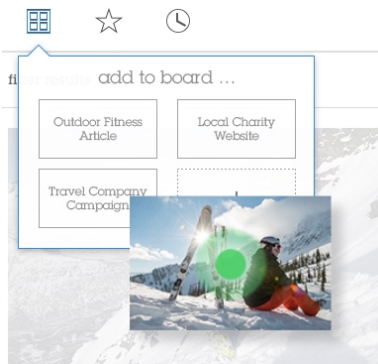 add to board ...
Outdoor Fitness
Article
Local Charity
Website
Travel Company
Campaign